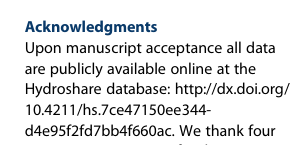 Acknowledgments
Upon manuscript acceptance all data
are publicly available online at the
Hydroshare database: http://dx.doi.org/
10.4211/hs.7ce47150ee344-
d4e95f2fd7bb4f660ac. We thank four